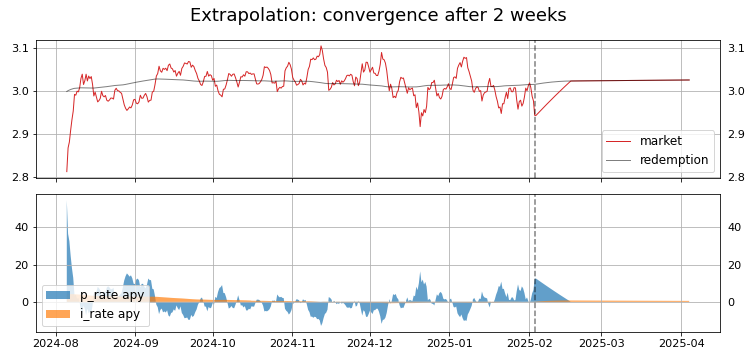 Extrapolation: convergence after 2 weeks
3.1 3.1
3.0 3.0
2.9 2.9
market
redemption
2.8 2.8
40 40
20 20
p_rate apy
0 0
i_rate apy
2024-08 2024-09 2024-10 2024-11 2024-12 2025-01 2025-02 2025-03 2025-04